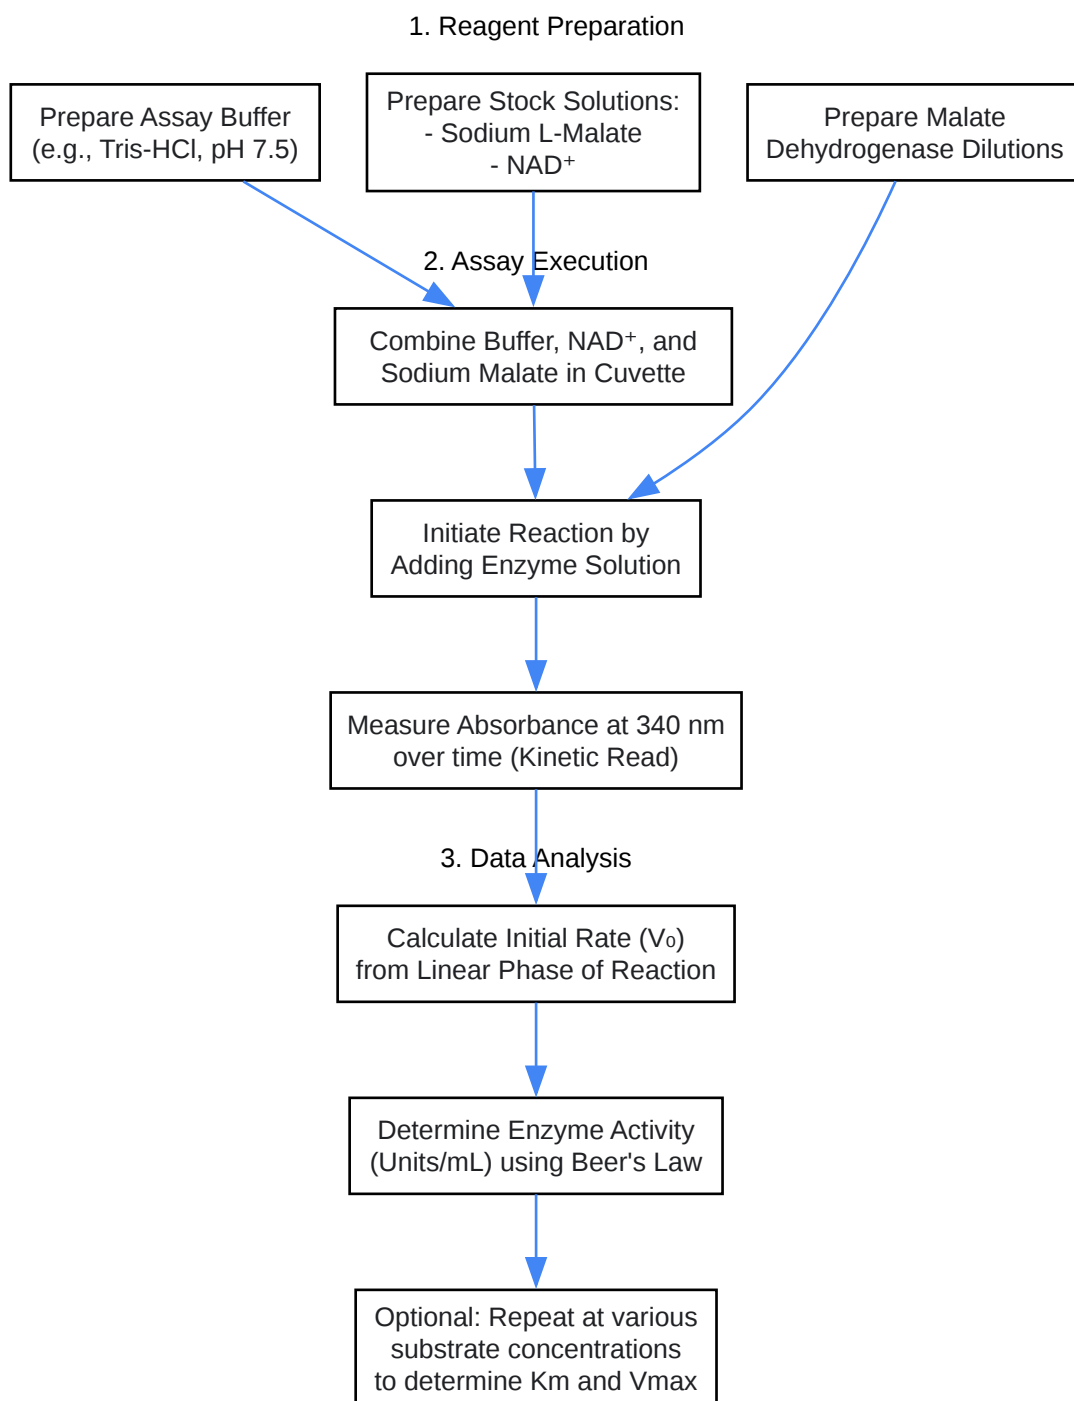 1. Reagent Preparation
Prepare Assay Buffer
(e.g., Tris-HCl, pH 7.5)
Prepare Stock Solutions:
- Sodium L-Malate
- NAD⁺
Prepare Malate
Dehydrogenase Dilutions
2. Assay Execution
Combine Buffer, NAD⁺, and
Sodium Malate in Cuvette
Initiate Reaction by
Adding Enzyme Solution
Measure Absorbance at 340 nm
over time (Kinetic Read)
3. Data Analysis
Calculate Initial Rate (V₀)
from Linear Phase of Reaction
Determine Enzyme Activity
(Units/mL) using Beer's Law
Optional: Repeat at various
substrate concentrations
to determine Km and Vmax